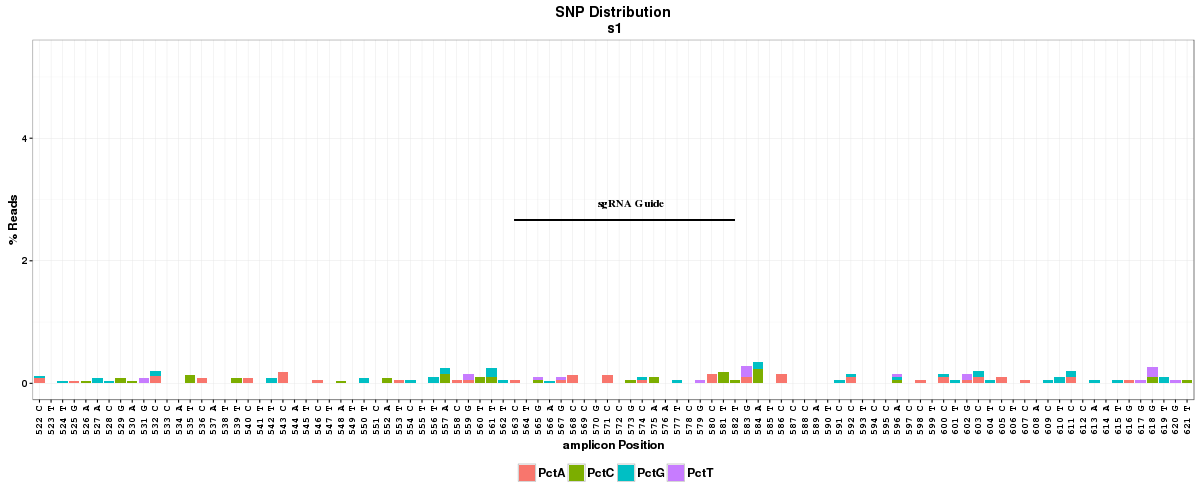 SNP Distribution
s1
% Reads
4
2
0
sgRNA Guide
522 C
523 T
524 T
525 G
526 A
527 A
528 C
529 G
530 A
531 G
532 C
533 C
534 A
535 T
536 C
537 A
538 T
539 T
540 C
541 T
542 T
543 C
544 A
545 T
546 C
547 T
548 A
549 G
550 T
551 C
552 A
553 T
554 C
555 T
556 T
557 A
558 C
559 G
560 T
561 T
562 T
563 C
564 T
565 G
566 A
567 G
568 C
569 C
570 G
571 C
572 C
573 G
574 C
575 A
576 A
577 T
578 C
579 G
580 C
581 T
582 T
583 G
584 A
585 T
586 C
587 C
588 C
589 A
590 T
591 C
592 C
593 T
594 C
595 C
596 A
597 G
598 C
599 T
600 C
601 T
602 G
603 C
604 T
605 C
606 T
607 C
608 A
609 C
610 T
611 C
612 C
613 A
614 A
615 T
616 G
617 G
618 G
619 G
620 G
621 T
amplicon Position
PctA PctC PctG PctT